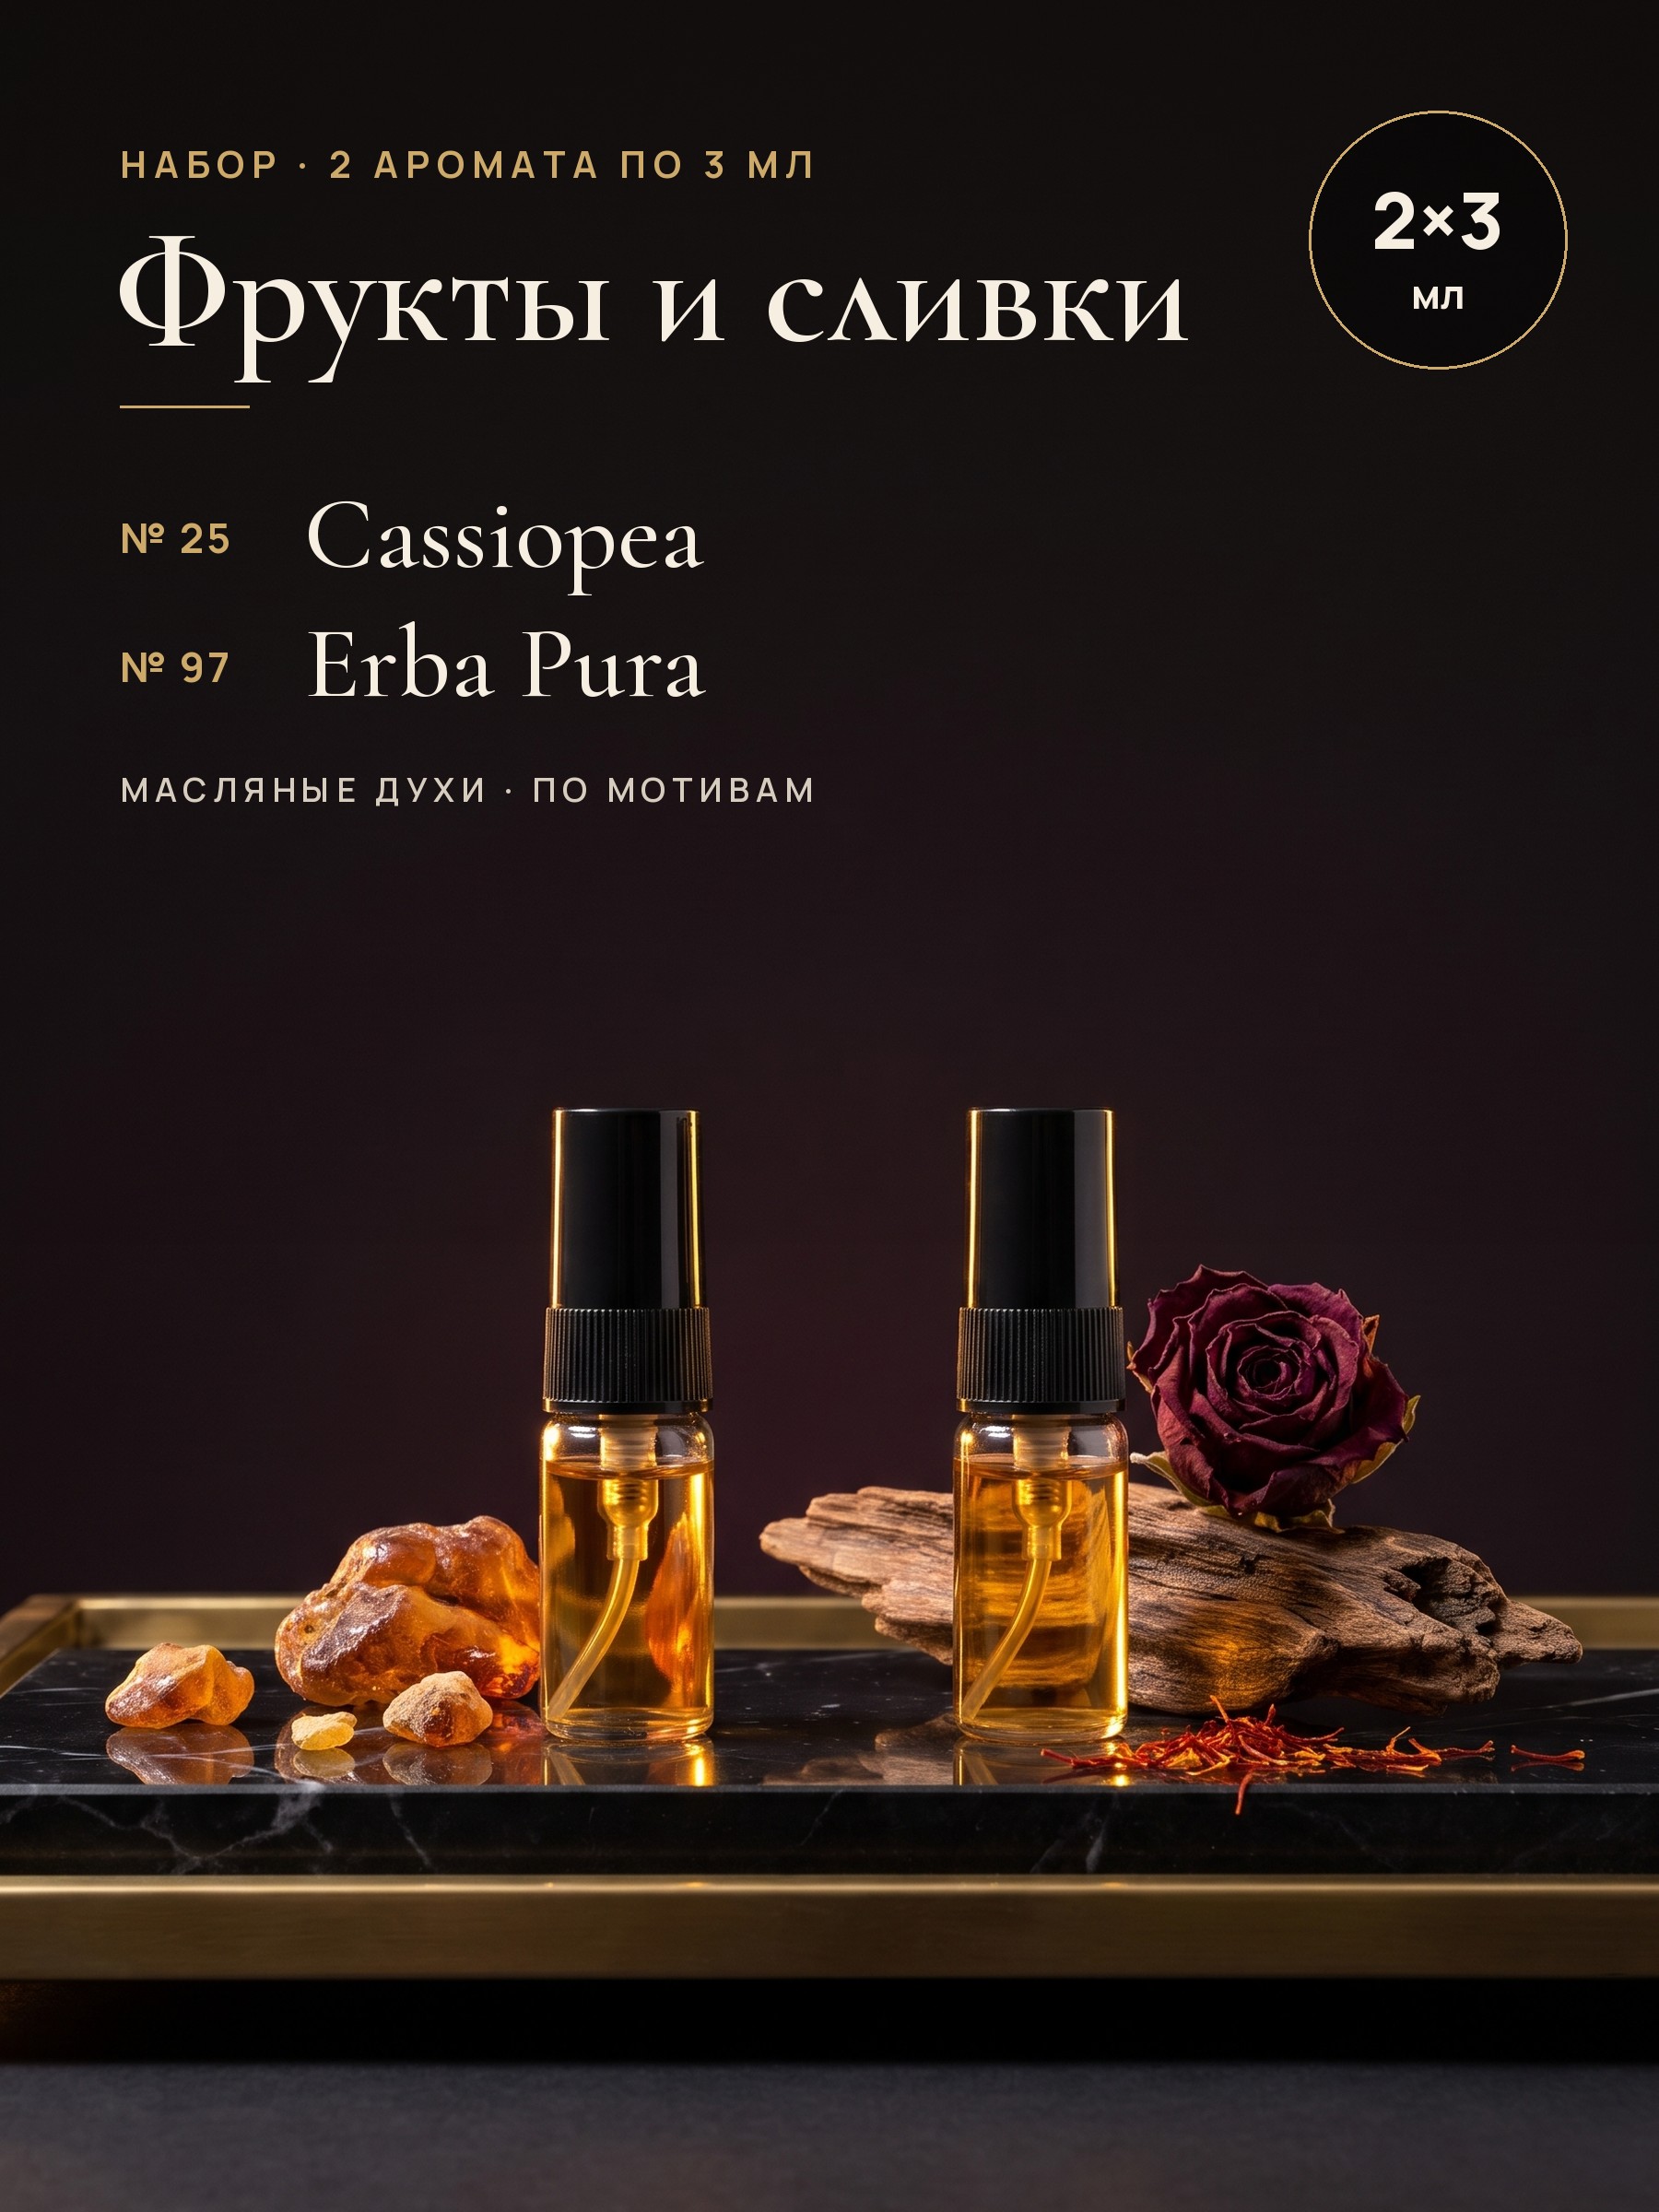 НАБОР · 2 АРОМАТА ПО 3 МЛ
2×3
мл
Фрукты и сливки
№ 25 Cassiopea
№ 97 Erba Pura
МАСЛЯНЫЕ ДУХИ · ПО МОТИВАМ